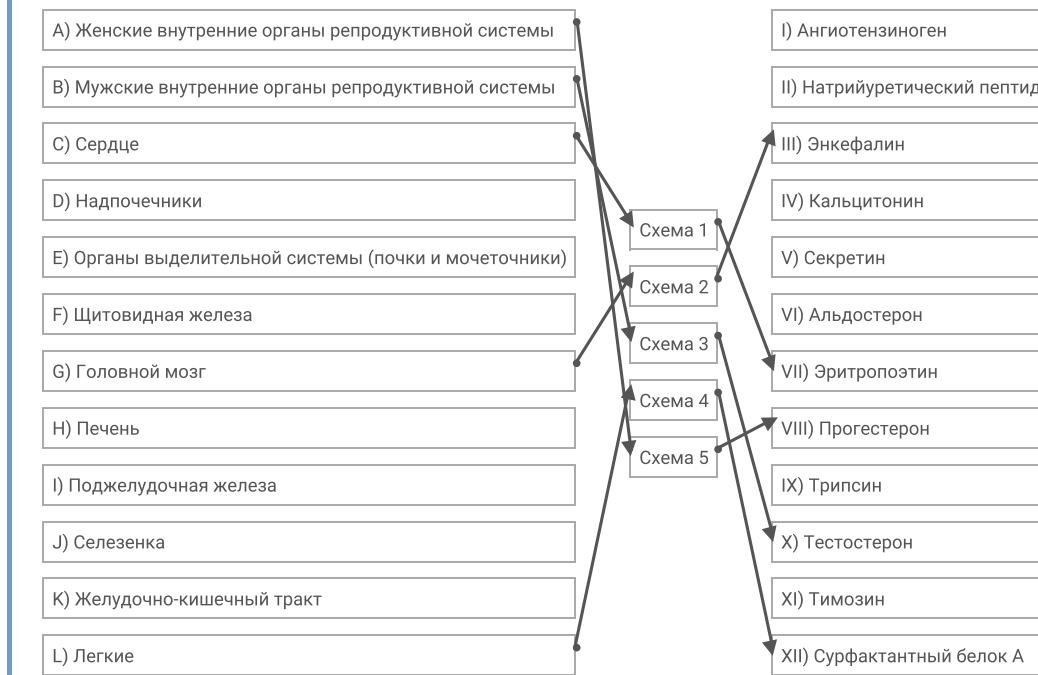 A) Женские внутренние органы репродуктивной системы
B) Мужские внутренние органы репродуктивной системы
C) Сердце
D) Надпочечники
E) Органы выделительной системы (почки и мочеточники)
F) Щитовидная железа
G) Головной мозг
H) Печень
I) Поджелудочная железа
J) Селезенка
K) Желудочно-кишечный тракт
L) Легкие
Схема 1
Схема 2
Схема 3
Схема 4
Схема 5
I) Ангиотензиноген
II) Натрийуретический пептид
III) Энкефалин
IV) Кальцитонин
V) Секретин
VI) Альдостерон
VII) Эритропоэтин
VIII) Прогестерон
IX) Трипсин
X) Тестостерон
XI) Тимозин
XII) Сурфактантный белок А